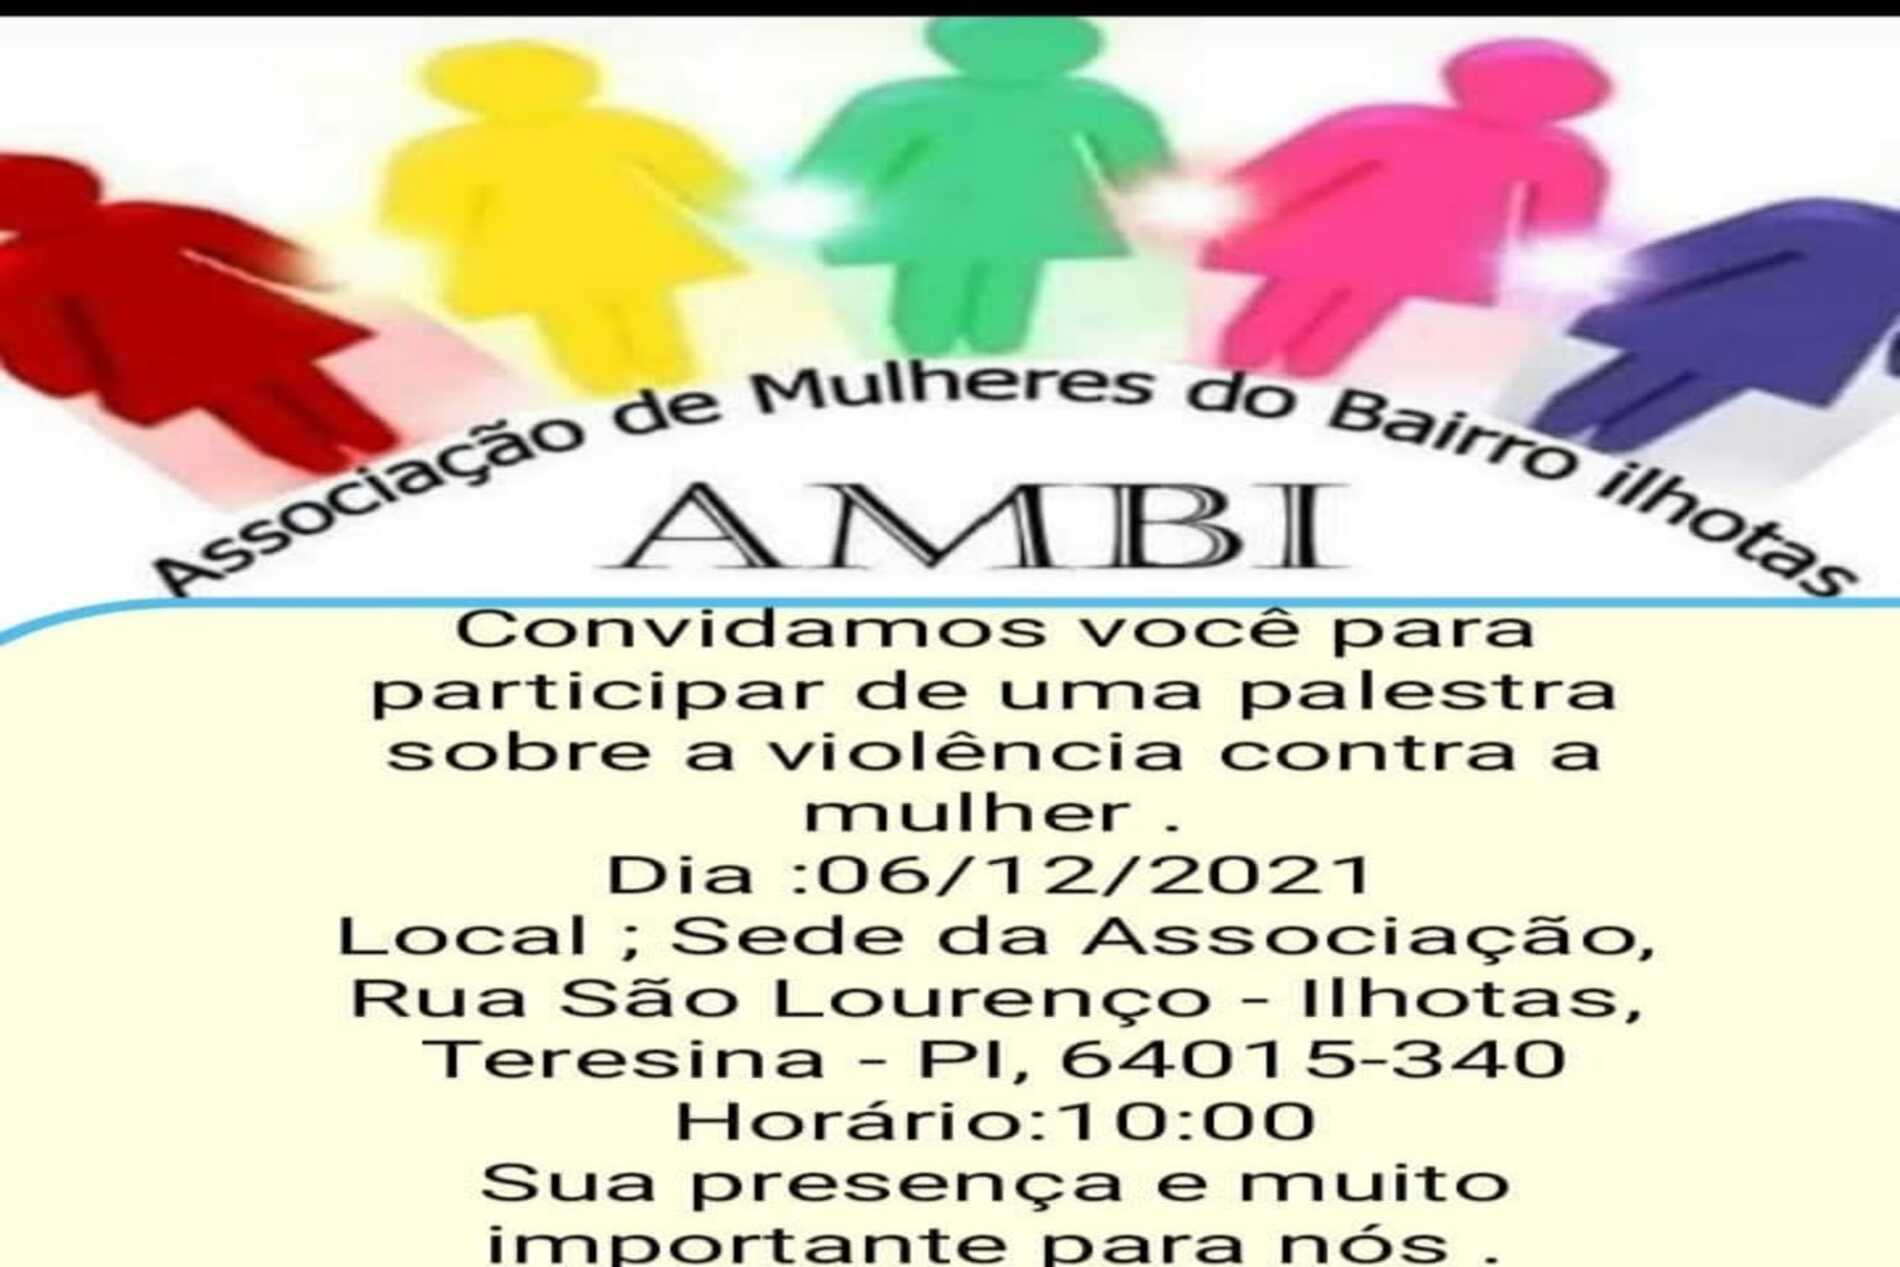 Associação de Mulheres do Bairro ilhotas
AMBI
Convidamos você para
participar de uma palestra
sobre a violência contra a
mulher .
Dia :06/12/2021
Local ; Sede da Associação,
Rua São Lourenço - Ilhotas,
Teresina - PI, 64015-340
Horário:10:00
Sua presença e muito
importante para nós .